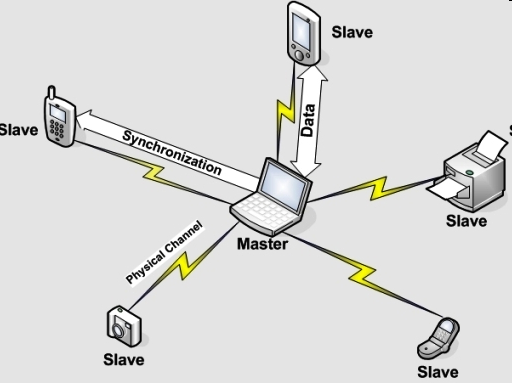 Slave
Slave
Synchronization
Data
Slave
Master
Physical Channel
Slave
Slave